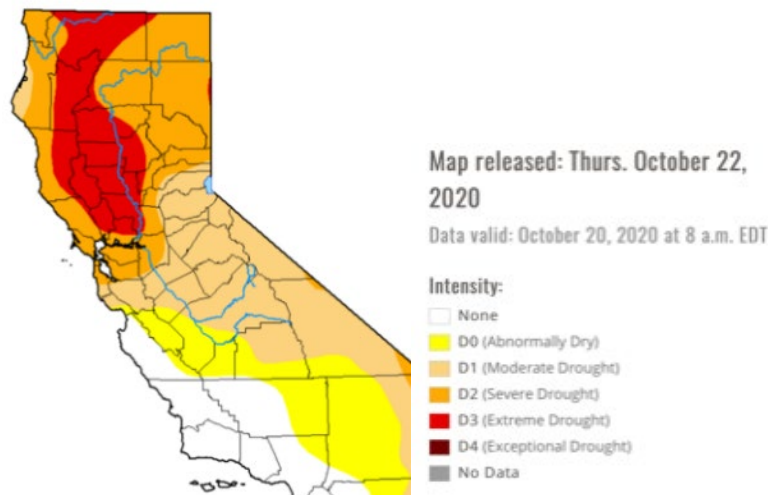 Map released: Thurs. October 22,
2020
Data valid: October 20, 2020 at 8 a.m. EDT
Intensity:
None
D0 (Abnormally Dry)
D1 (Moderate Drought)
D2 (Severe Drought)
D3 (Extreme Drought)
D4 (Exceptional Drought)
No Data